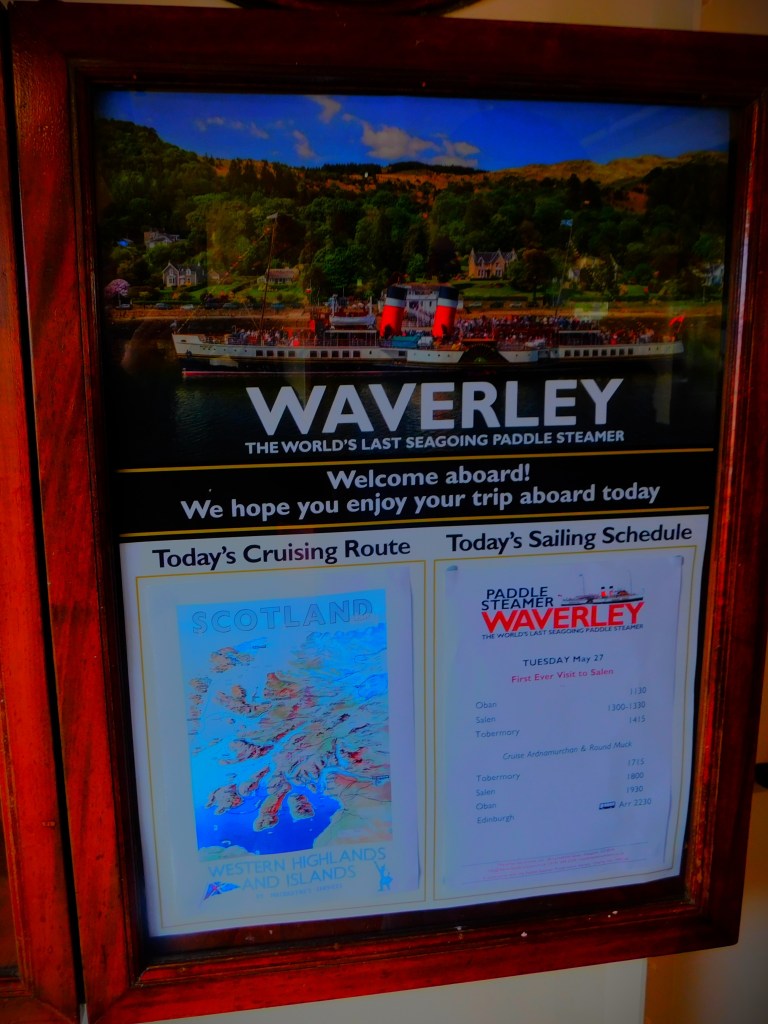 WAVERLEY
THE WORLD'S LAST SEAGOING PADDLE STEAMER
Welcome aboard!
We hope you enjoy your trip aboard today
Today's Cruising Route
SCOTLAND
WESTERN HIGHLANDS
AND ISLANDS
Today's Sailing Schedule
PADDLE
STEAMER
WAVERLEY
THE WORLD'S LAST SEAGOING PADDLE STEAMER
TUESDAY May 27
First Ever Visit to Salen
Oban 1130
Salen 1300-1330
Tobermory 1415
Cruise Ardnamurchan & Round Muck
Tobermory 1715
Salen 1800
Oban 1930
Edinburgh Arr 2230